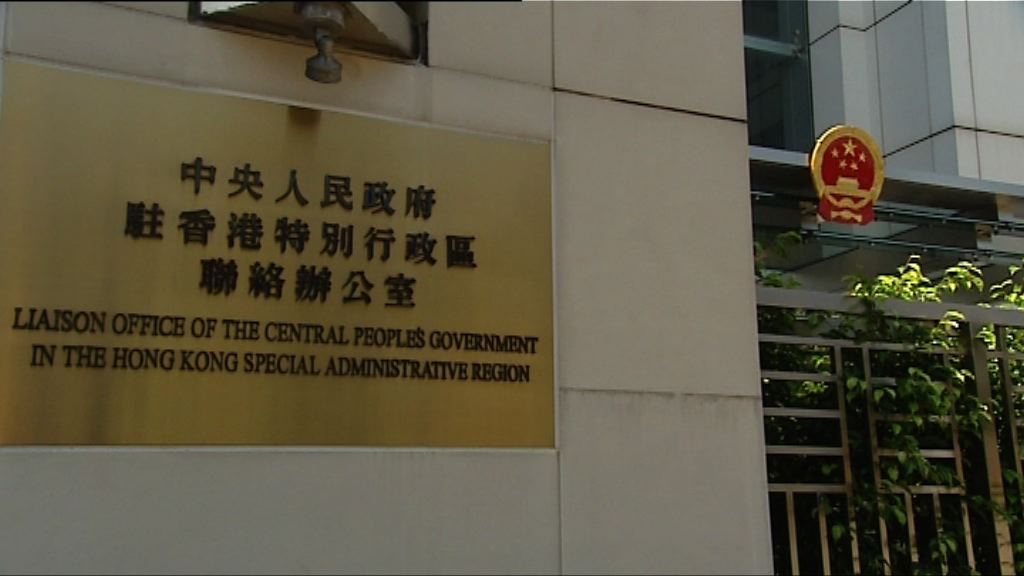 中央人民政府
駐香港特別行政區
聯絡辦公室
LIAISON OFFICE OF THE CENTRAL PEOPLE'S GOVERNMENT
IN THE HONG KONG SPECIAL ADMINISTRATIVE REGION